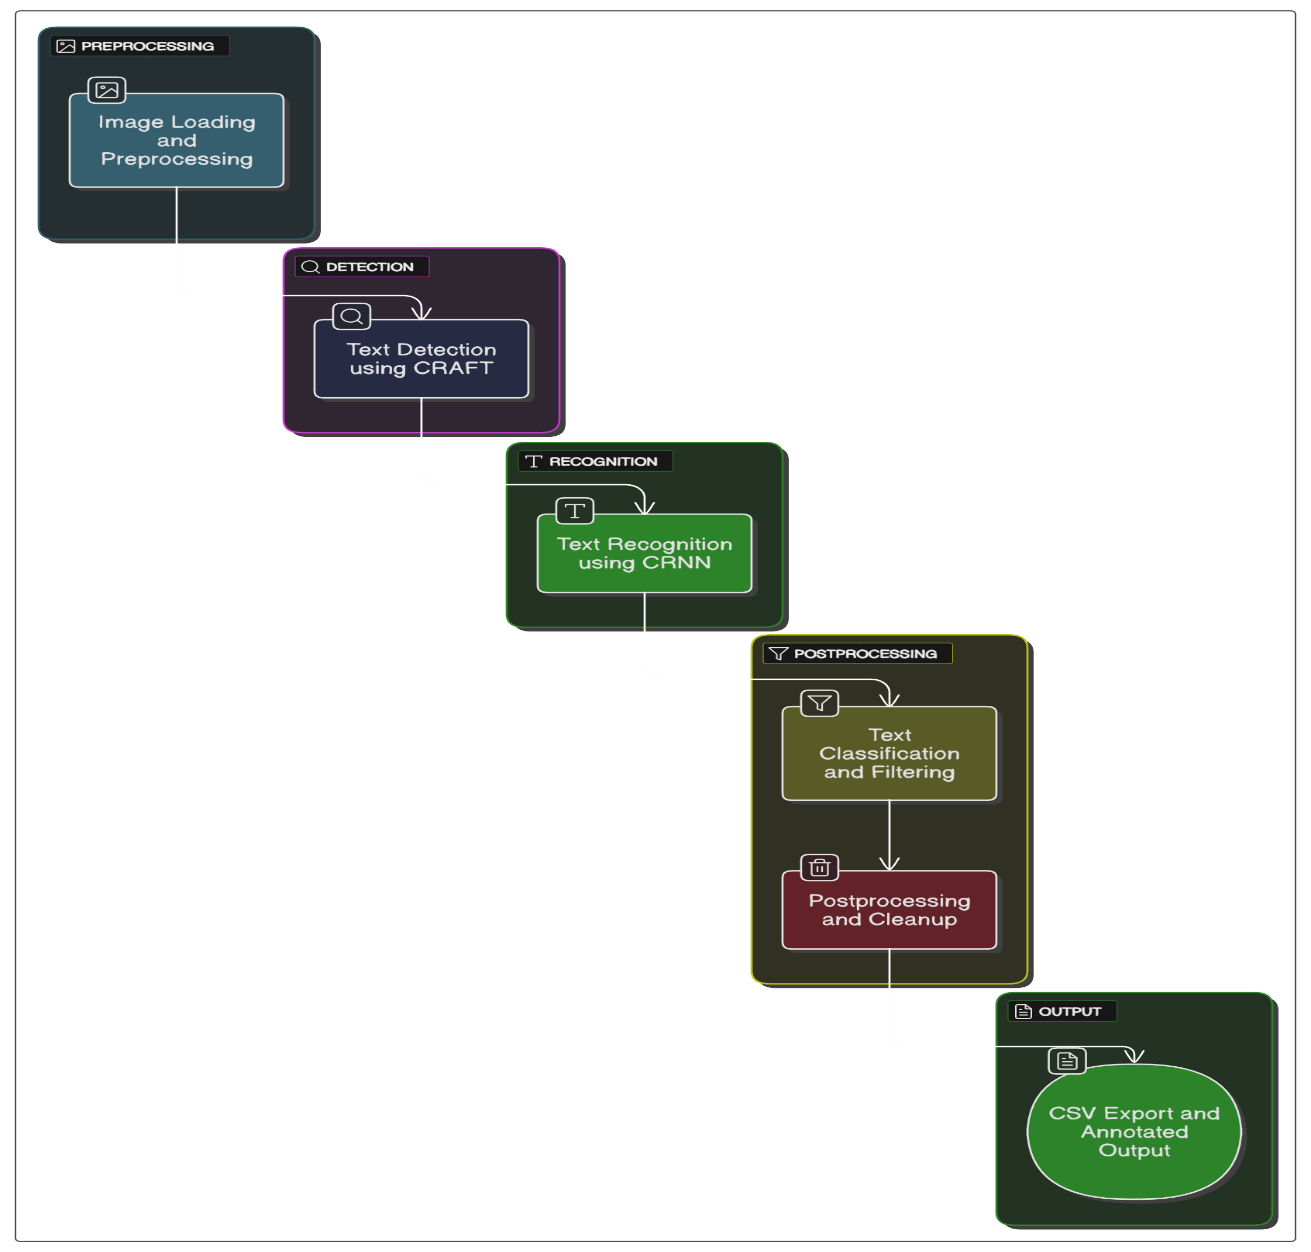 PREPROCESSING
Image Loading
and
Preprocessing
DETECTION
Text Detection
using CRAFT
RECOGNITION
Text Recognition
using CRNN
POSTPROCESSING
Text
Classification
and Filtering
Postprocessing
and Cleanup
OUTPUT
CSV Export and
Annotated
Output